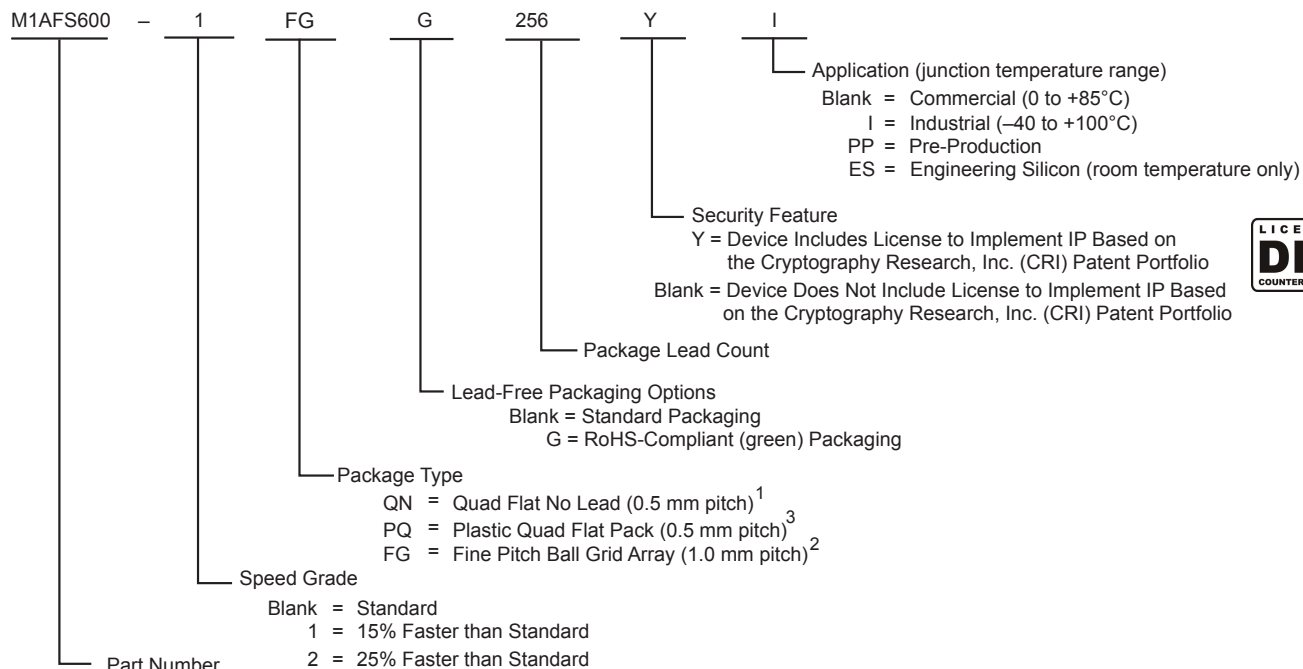 M1AFS600 – 1 FG G 256 Y I
Application (junction temperature range)
Blank = Commercial (0 to +85°C)
I = Industrial (–40 to +100°C)
PP = Pre-Production
ES = Engineering Silicon (room temperature only)
Security Feature
Y = Device Includes License to Implement IP Based on
the Cryptography Research, Inc. (CRI) Patent Portfolio
Blank = Device Does Not Include License to Implement IP Based
on the Cryptography Research, Inc. (CRI) Patent Portfolio
Package Lead Count
Lead-Free Packaging Options
Blank = Standard Packaging
G = RoHS-Compliant (green) Packaging
Package Type
QN = Quad Flat No Lead (0.5 mm pitch)1
PQ = Plastic Quad Flat Pack (0.5 mm pitch)3
FG = Fine Pitch Ball Grid Array (1.0 mm pitch)2
Speed Grade
Blank = Standard
1 = 15% Faster than Standard
2 = 25% Faster than Standard
Part Number